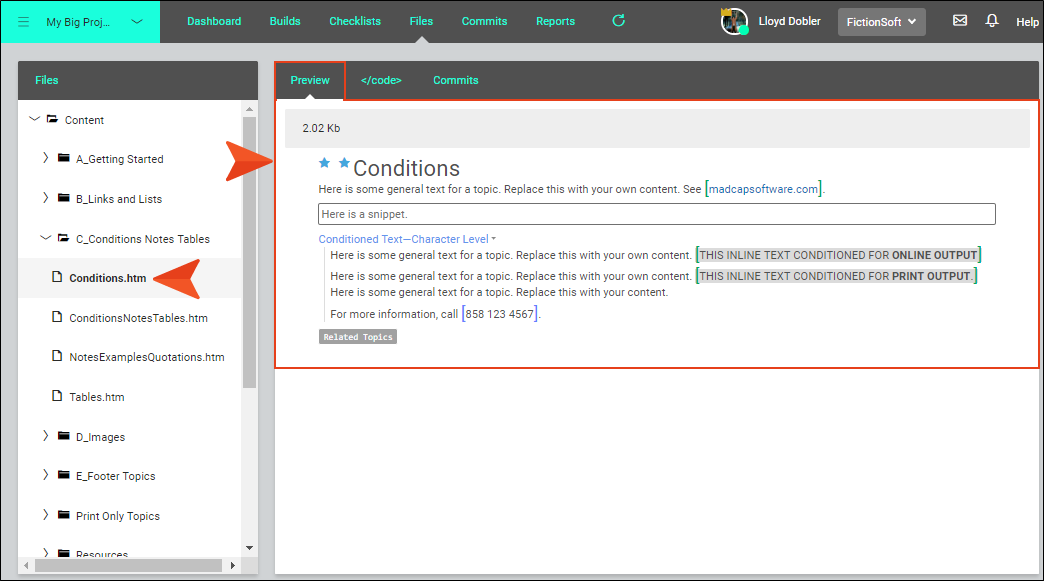 My Big Proj... Dashboard Builds Checklists Files Commits Reports Lloyd Dobler FictionSoft Help
Files
Content
A_Getting Started
B_Links and Lists
C_Conditions Notes Tables
Conditions.htm
ConditionsNotesTables.htm
NotesExamplesQuotations.htm
Tables.htm
D_Images
E_Footer Topics
Print Only Topics
Resources
Preview </code> Commits
2.02 Kb
Conditions
Here is some general text for a topic. Replace this with your own content. See [madcapsoftware.com].
Here is a snippet.
Conditioned Text—Character Level
Here is some general text for a topic. Replace this with your own content. [THIS INLINE TEXT CONDITIONED FOR ONLINE OUTPUT]
Here is some general text for a topic. Replace this with your own content. [THIS INLINE TEXT CONDITIONED FOR PRINT OUTPUT.]
Here is some general text for a topic. Replace this with your content.
For more information, call [858 123 4567].
Related Topics